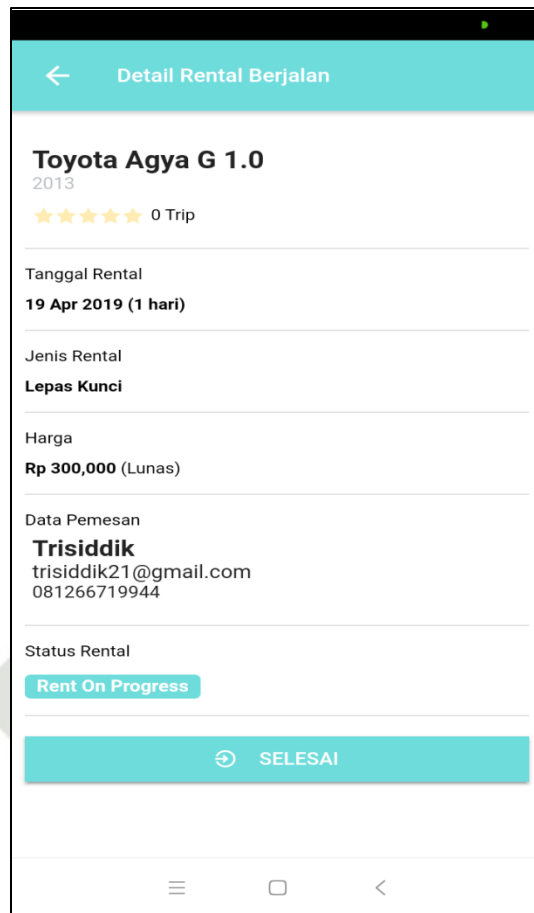 Detail Rental Berjalan
Toyota Agya G 1.0
2013
0 Trip
Tanggal Rental
19 Apr 2019 (1 hari)
Jenis Rental
Lepas Kunci
Harga
Rp 300,000 (Lunas)
Data Pemesan
Trisiddik
trisiddik21@gmail.com
081266719944
Status Rental
Rent On Progress
SELESAI